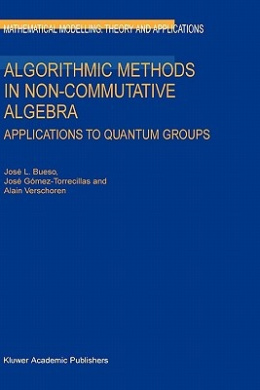 MATHEMATICAL MODELLING: THEORY AND APPLICATIONS
ALGORITHMIC METHODS
IN NON-COMMUTATIVE
ALGEBRA
APPLICATIONS TO QUANTUM GROUPS
José L. Bueso,
José Gómez-Torrecillas and
Alain Verschoren
Kluwer Academic Publishers